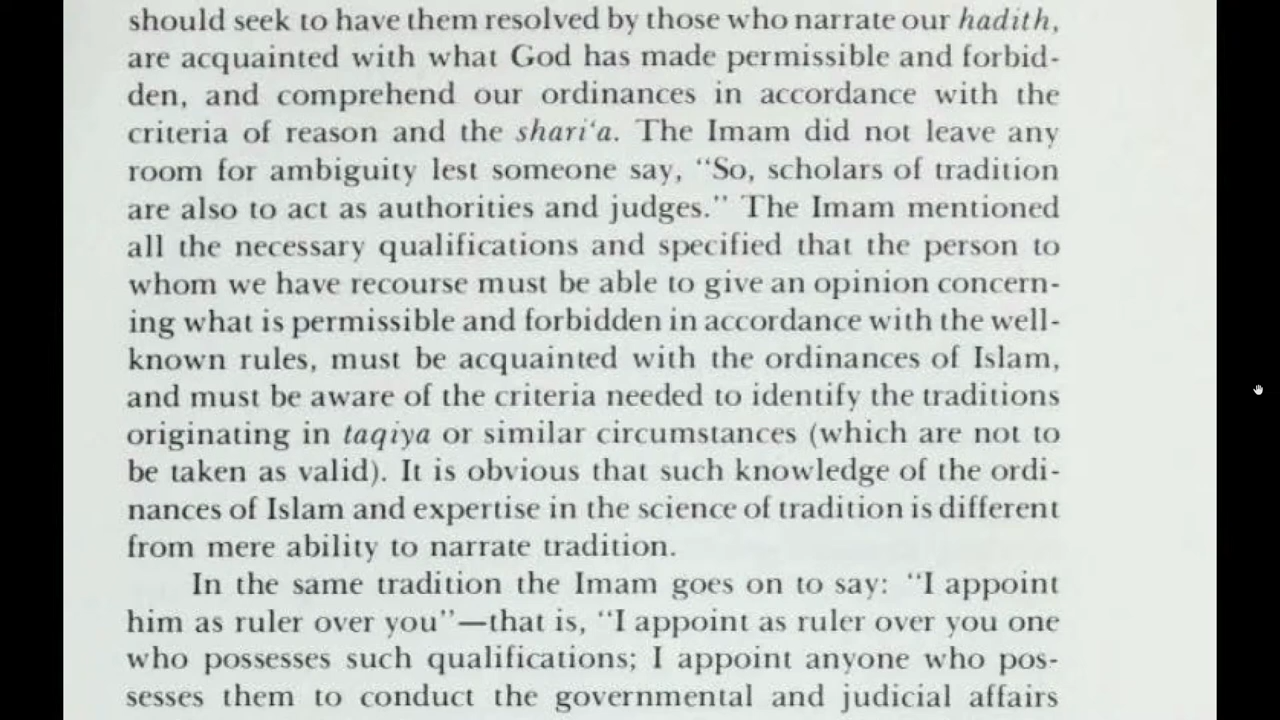 should seek to have them resolved by those who narrate our hadith,
are acquainted with what God has made permissible and forbid-
den, and comprehend our ordinances in accordance with the
criteria of reason and the shari‘a. The Imam did not leave any
room for ambiguity lest someone say, “So, scholars of tradition
are also to act as authorities and judges.” The Imam mentioned
all the necessary qualifications and specified that the person to
whom we have recourse must be able to give an opinion concern-
ing what is permissible and forbidden in accordance with the well-
known rules, must be acquainted with the ordinances of Islam,
and must be aware of the criteria needed to identify the traditions
originating in taqiya or similar circumstances (which are not to
be taken as valid). It is obvious that such knowledge of the ordi-
nances of Islam and expertise in the science of tradition is different
from mere ability to narrate tradition.
In the same tradition the Imam goes on to say: “I appoint
him as ruler over you”—that is, “I appoint as ruler over you one
who possesses such qualifications; I appoint anyone who pos-
sesses them to conduct the governmental and judicial affairs